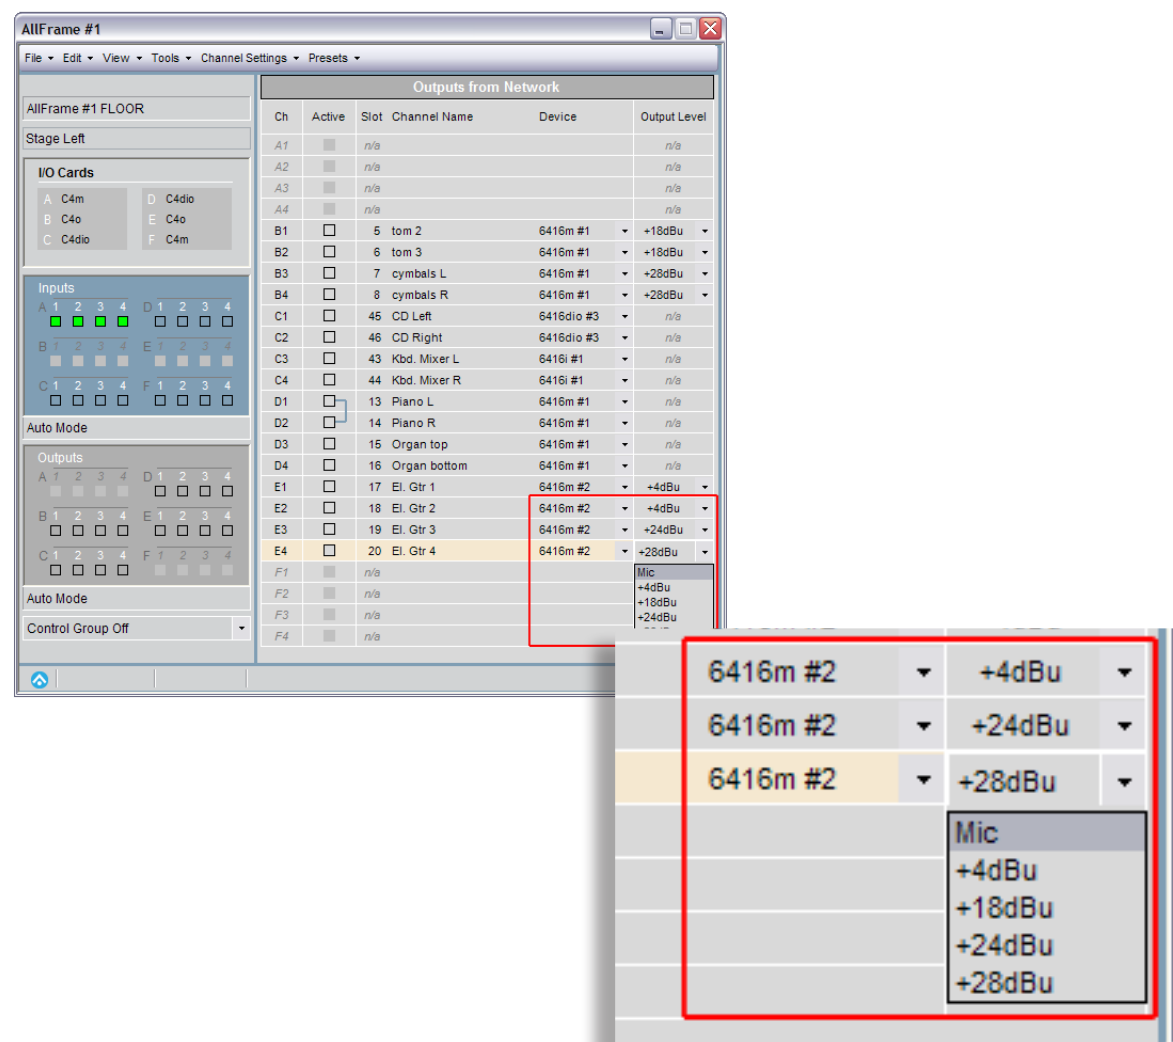 AllFrame #1
File Edit View Tools Channel Settings Presets
AllFrame #1 FLOOR
Stage Left
I/O Cards
A C4m D C4dio
B C4o E C4o
C C4dio F C4m
Inputs
A 1 2 3 4 D 1 2 3 4
B 1 2 3 4 E 1 2 3 4
C 1 2 3 4 F 1 2 3 4
Auto Mode
Outputs
A 1 2 3 4 D 1 2 3 4
B 1 2 3 4 E 1 2 3 4
C 1 2 3 4 F 1 2 3 4
Auto Mode
Control Group Off
Outputs from Network
Ch Active Slot Channel Name Device Output Level
A1 n/a n/a
A2 n/a n/a
A3 n/a n/a
A4 n/a n/a
B1 5 tom 2 6416m #1 +18dBu
B2 6 tom 3 6416m #1 +18dBu
B3 7 cymbals L 6416m #1 +28dBu
B4 8 cymbals R 6416m #1 +28dBu
C1 45 CD Left 6416dio #3 n/a
C2 46 CD Right 6416dio #3 n/a
C3 43 Kbd. Mixer L 6416i #1 n/a
C4 44 Kbd. Mixer R 6416i #1 n/a
D1 13 Piano L 6416m #1 n/a
D2 14 Piano R 6416m #1 n/a
D3 15 Organ top 6416m #1 n/a
D4 16 Organ bottom 6416m #1 n/a
E1 17 El. Gtr 1 6416m #2 +4dBu
E2 18 El. Gtr 2 6416m #2 +4dBu
E3 19 El. Gtr 3 6416m #2 +24dBu
E4 20 El. Gtr 4 6416m #2 +28dBu
F1 n/a
F2 n/a
F3 n/a
F4 n/a
Mic
+4dBu
+18dBu
+24dBu
6416m #2 +4dBu
6416m #2 +24dBu
6416m #2 +28dBu
Mic
+4dBu
+18dBu
+24dBu
+28dBu